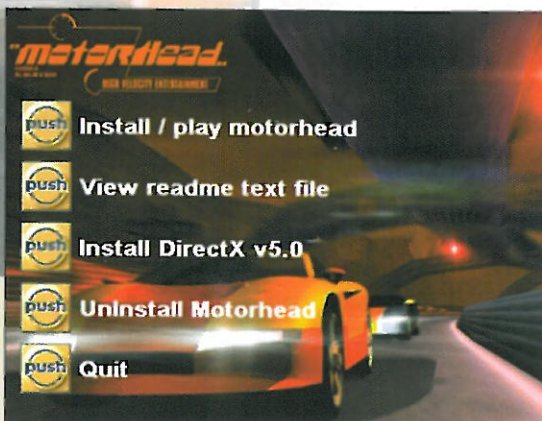 motorhead
HIGH VELOCITY ENTERTAINMENT
push Install / play motorhead
push View readme text file
push Install DirectX v5.0
push UnInstall Motorhead
push Quit